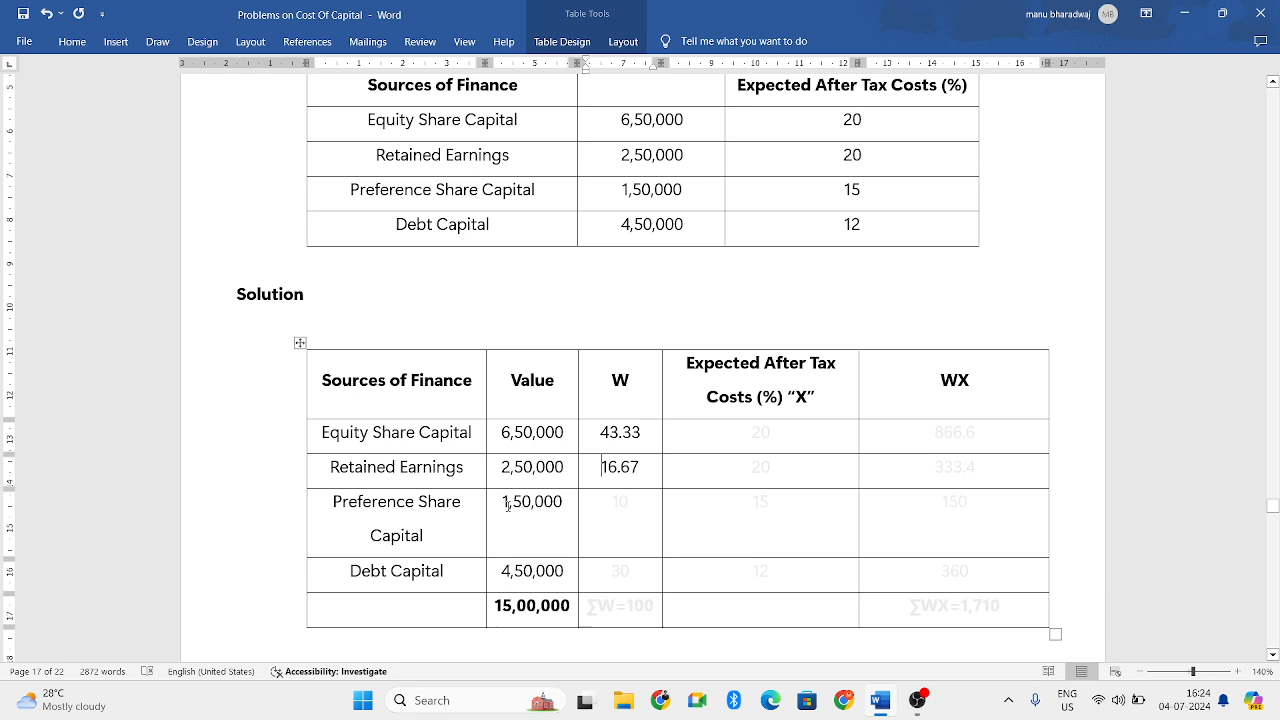 Problems on Cost of Capital - Word
Table Tools
manu bharadwaj MB
File Home Insert Draw Design Layout References Mailings Review View Help Table Design Layout Tell me what you want to do
Sources of Finance Expected After Tax Costs (%)
Equity Share Capital 6,50,000 20
Retained Earnings 2,50,000 20
Preference Share Capital 1,50,000 15
Debt Capital 4,50,000 12
Solution
Sources of Finance Value W Expected After Tax Costs (%) “X” WX
Equity Share Capital 6,50,000 43.33 20 866.6
Retained Earnings 2,50,000 16.67 20 333.4
Preference Share Capital 1,50,000 10 15 150
Debt Capital 4,50,000 30 12 360
15,00,000 ∑W=100 ∑WX=1,710
Page 17 of 22 2872 words English (United States) Accessibility: Investigate 140%
28°C
Mostly cloudy
Search
ENG
US
16:24
04-07-2024